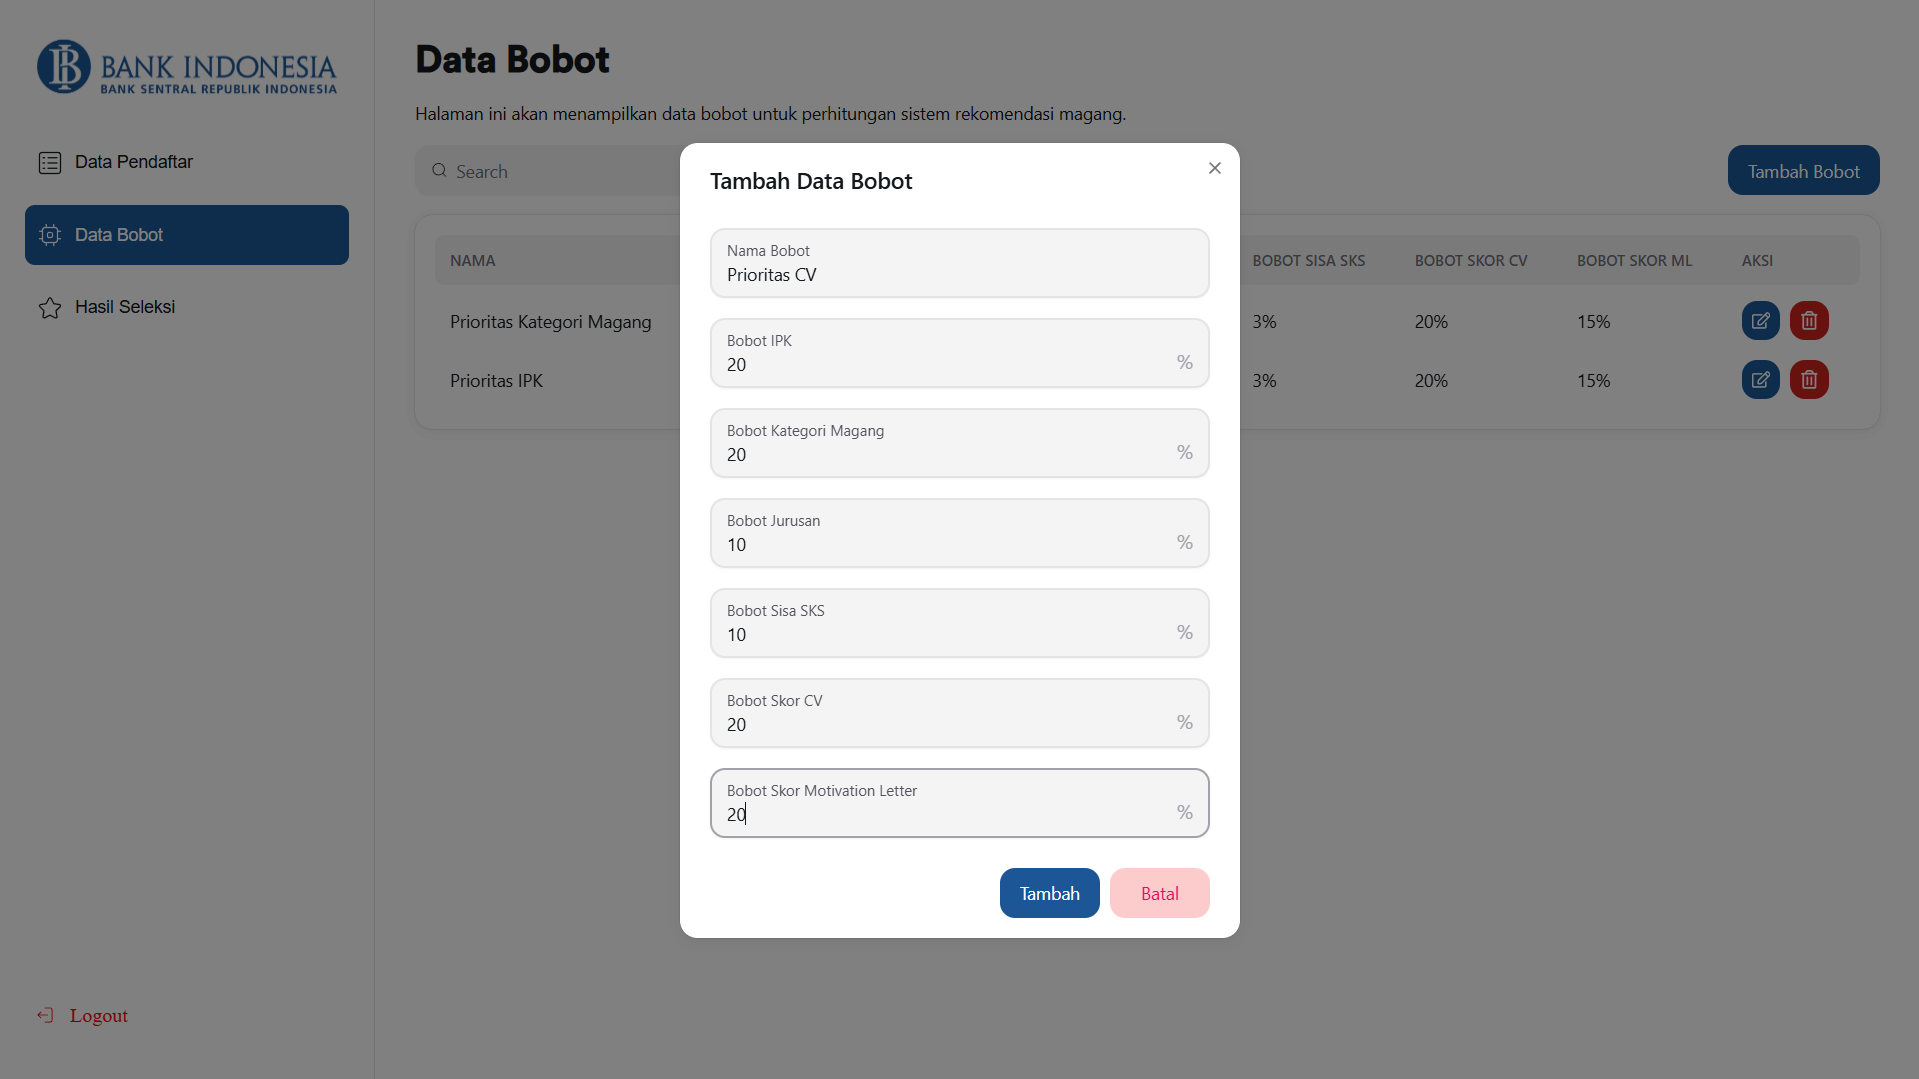 BANK INDONESIA
BANK SENTRAL REPUBLIK INDONESIA
Data Pendaftar
Data Bobot
Hasil Seleksi
Logout
Data Bobot
Halaman ini akan menampilkan data bobot untuk perhitungan sistem rekomendasi magang.
Search
Tambah Bobot
NAMA BOBOT SISA SKS BOBOT SKOR CV BOBOT SKOR ML AKSI
Prioritas Kategori Magang 3% 20% 15%
Prioritas IPK 3% 20% 15%
Tambah Data Bobot
Nama Bobot
Prioritas CV
Bobot IPK
20 %
Bobot Kategori Magang
20 %
Bobot Jurusan
10 %
Bobot Sisa SKS
10 %
Bobot Skor CV
20 %
Bobot Skor Motivation Letter
20 %
Tambah Batal